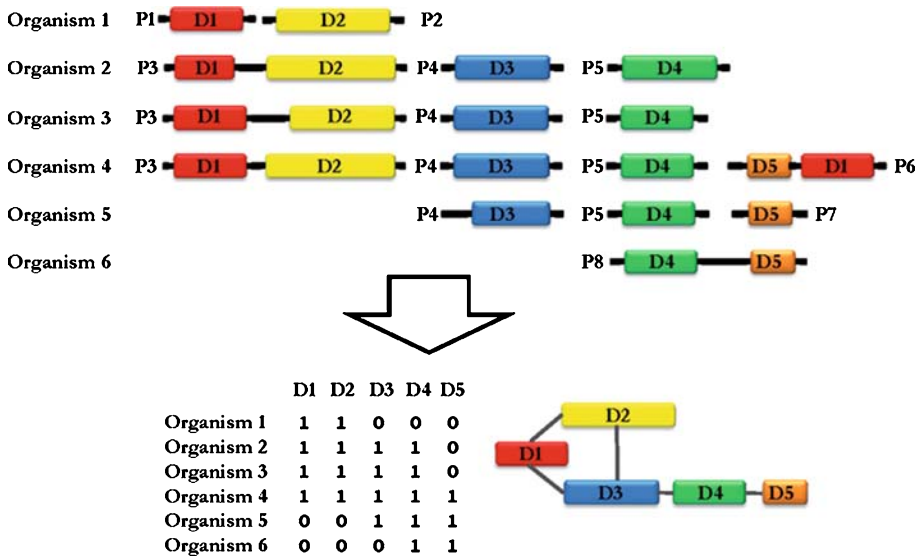 Organism 1 P1 D1 D2 P2
Organism 2 P3 D1 D2 P4 D3 P5 D4
Organism 3 P3 D1 D2 P4 D3 P5 D4
Organism 4 P3 D1 D2 P4 D3 P5 D4 D5 D1 P6
Organism 5 P4 D3 P5 D4 D5 P7
Organism 6 P8 D4 D5
D1 D2 D3 D4 D5
Organism 1 1 1 0 0 0
Organism 2 1 1 1 1 0
Organism 3 1 1 1 1 0
Organism 4 1 1 1 1 1
Organism 5 0 0 1 1 1
Organism 6 0 0 0 1 1
D2
D1
D3 D4 D5